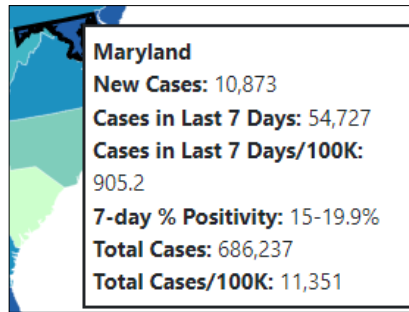 Maryland
New Cases: 10,873
Cases in Last 7 Days: 54,727
Cases in Last 7 Days/100K:
905.2
7-day % Positivity: 15-19.9%
Total Cases: 686,237
Total Cases/100K: 11,351